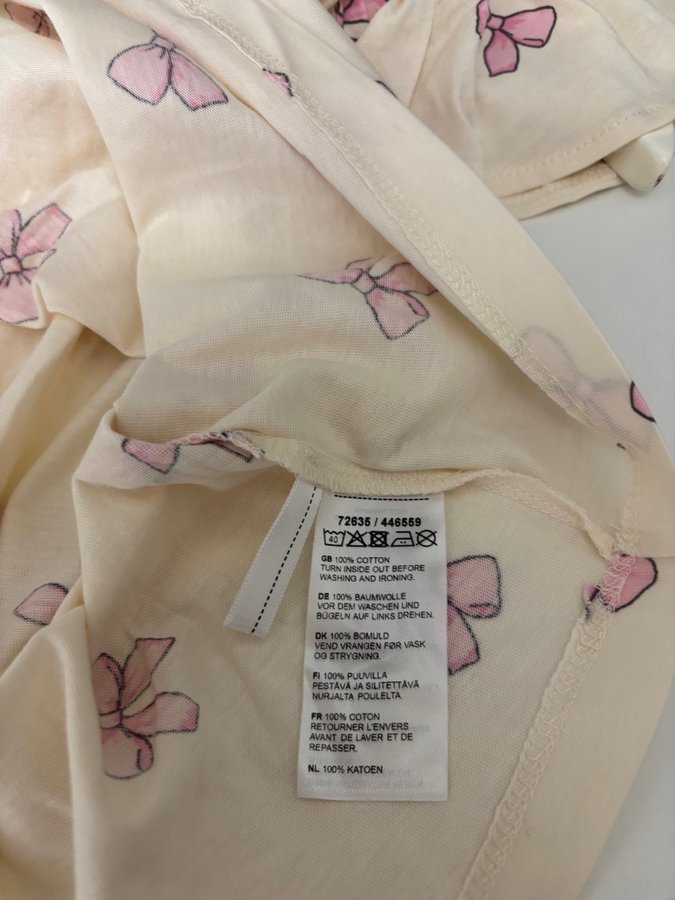 72635 / 446559
40
GB 100% COTTON
TURN INSIDE OUT BEFORE
WASHING AND IRONING.
DE 100% BAUMWOLLE
VOR DEM WASCHEN UND
BÜGELN AUF LINKS DREHEN.
DK 100% BOMULD
VEND VRANGEN FØR VASK
OG STRYGNING.
FI 100% PUUVILLA
PESTÄVÄ JA SILITETTÄVÄ
NURJALTA POULELTA.
FR 100% COTON
RETOURNER L'ENVERS
AVANT DE LAVER ET DE
REPASSER.
NL 100% KATOEN